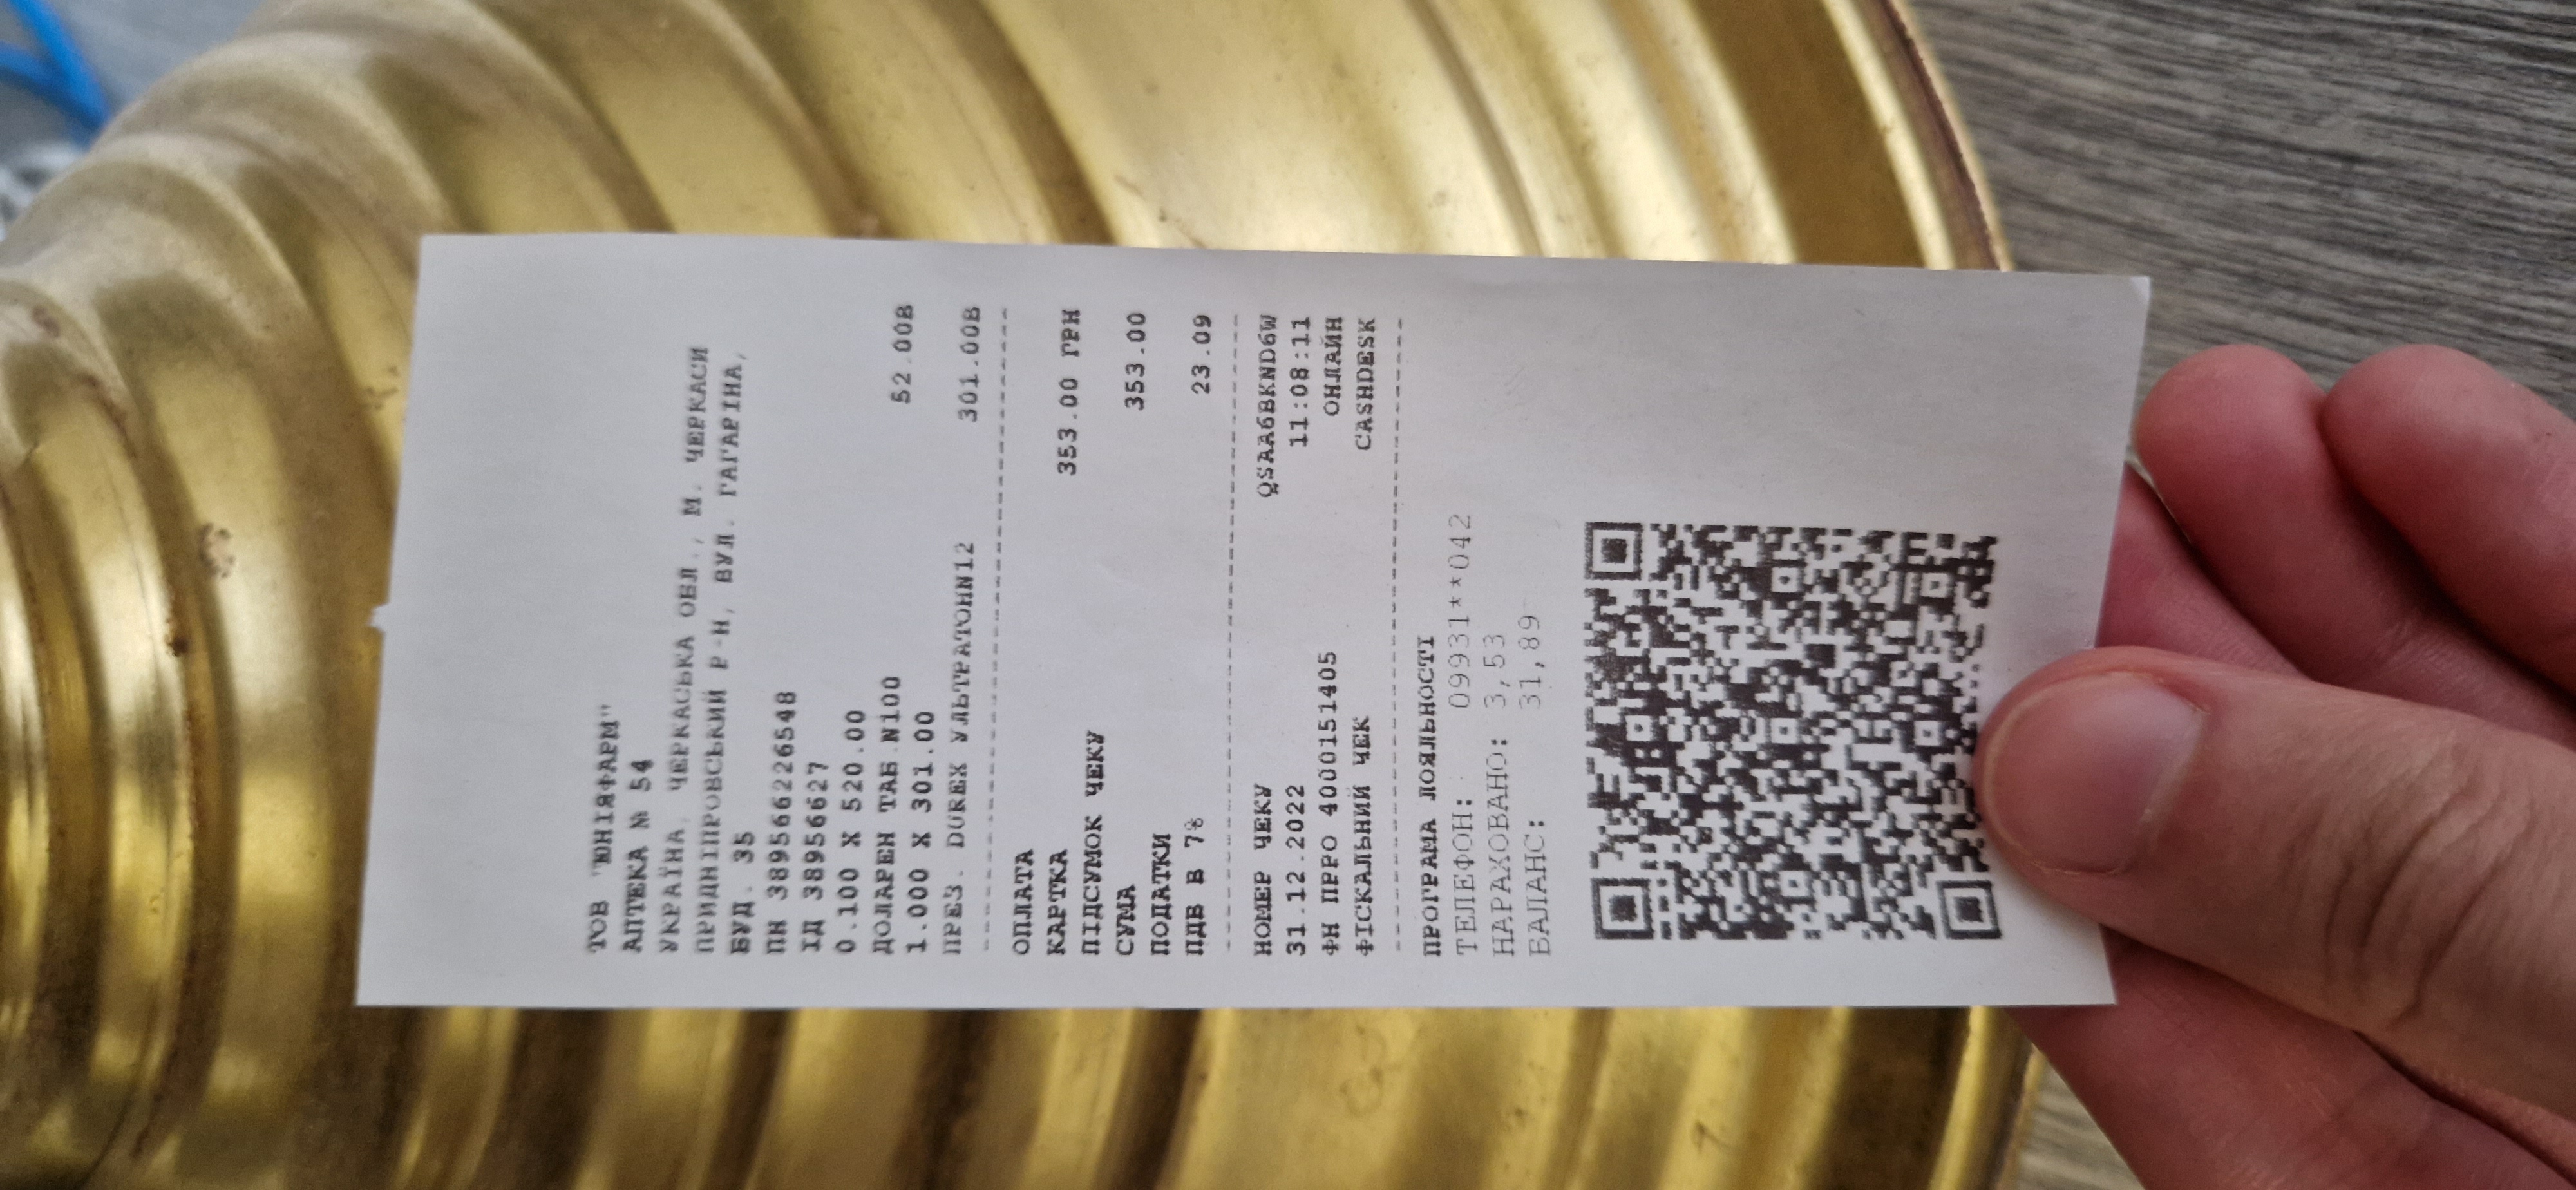 ТОВ "ЮНІЯФАРМ"
АПТЕКА № 54
УКРАЇНА, ЧЕРКАСЬКА ОБЛ., М. ЧЕРКАСИ
ПРИДНІПРОВСЬКИЙ Р-Н, ВУЛ. ГАГАРІНА,
БУД. 35
ПН 389566226548
ІД 38956627
0.100 X 520.00
ДОЛАРЕН ТАБ.N100 52.00В
1.000 X 301.00
ПРЕЗ. DUREX УЛЬТРАТОНN12 301.00В
ОПЛАТА
КАРТКА 353.00 ГРН
ПІДСУМОК ЧЕКУ
СУМА 353.00
ПОДАТКИ
ПДВ В 7% 23.09
НОМЕР ЧЕКУ QSAA6BKND6W
31.12.2022 11:08:11
ФН ПРРО 4000151405 ОНЛАЙН
ФІСКАЛЬНИЙ ЧЕК CASHDESK
ПРОГРАМА ЛОЯЛЬНОСТІ
ТЕЛЕФОН: 09931**042
НАРАХОВАНО: 3,53
БАЛАНС: 31,89